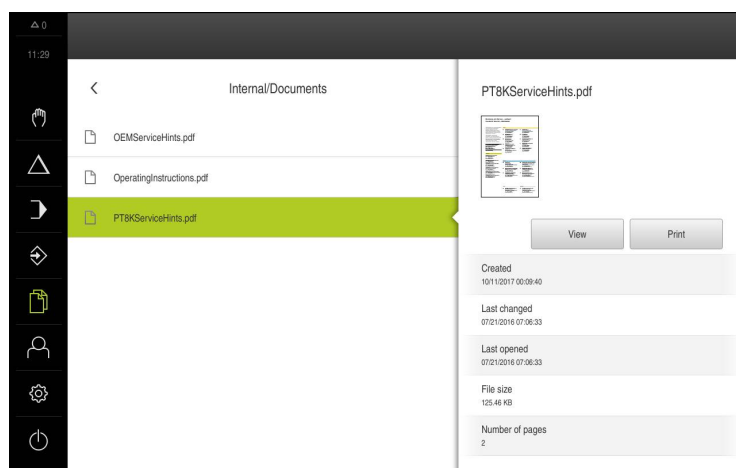 0
11:29
Internal/Documents
OEMServiceHints.pdf
OperatingInstructions.pdf
PT8KServiceHints.pdf
PT8KServiceHints.pdf
View
Print
Created
10/11/2017 00:09:40
Last changed
07/21/2016 07:06:33
Last opened
07/21/2016 07:06:33
File size
125.46 KB
Number of pages
2